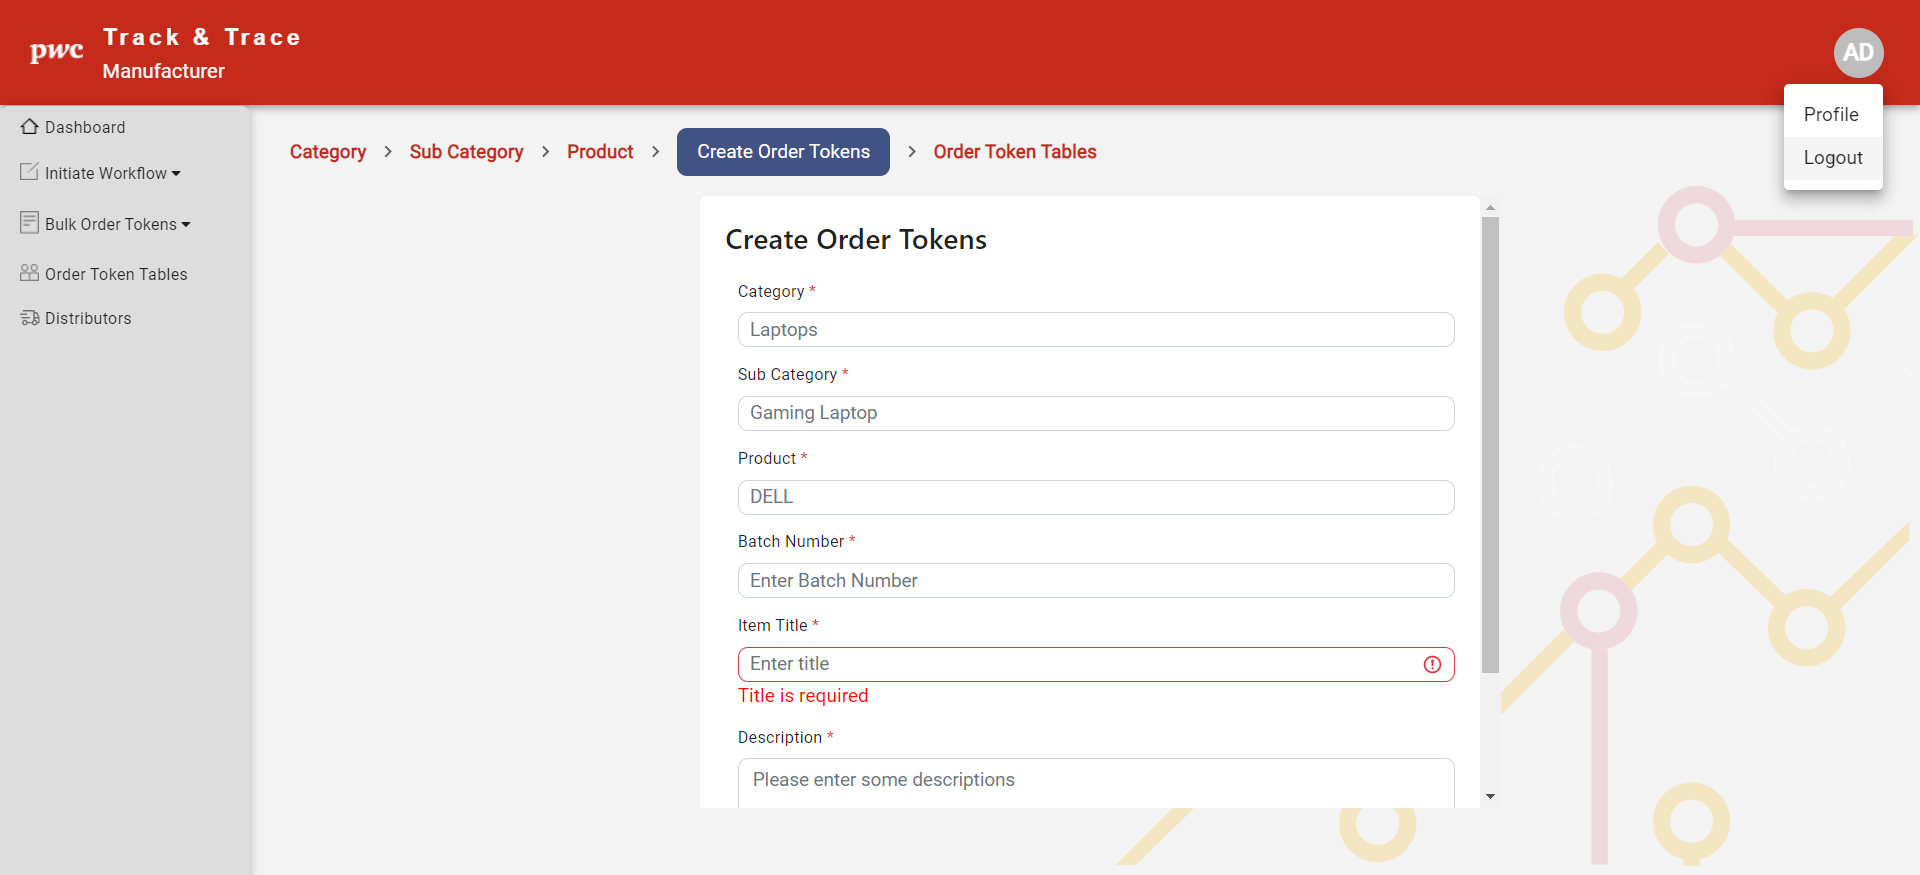 pwc
Track & Trace
Manufacturer
AD
Profile
Logout
Dashboard
Initiate Workflow
Bulk Order Tokens
Order Token Tables
Distributors
Category > Sub Category > Product > Create Order Tokens > Order Token Tables
Create Order Tokens
Category *
Laptops
Sub Category *
Gaming Laptop
Product *
DELL
Batch Number *
Enter Batch Number
Item Title *
Enter title
Title is required
Description *
Please enter some descriptions